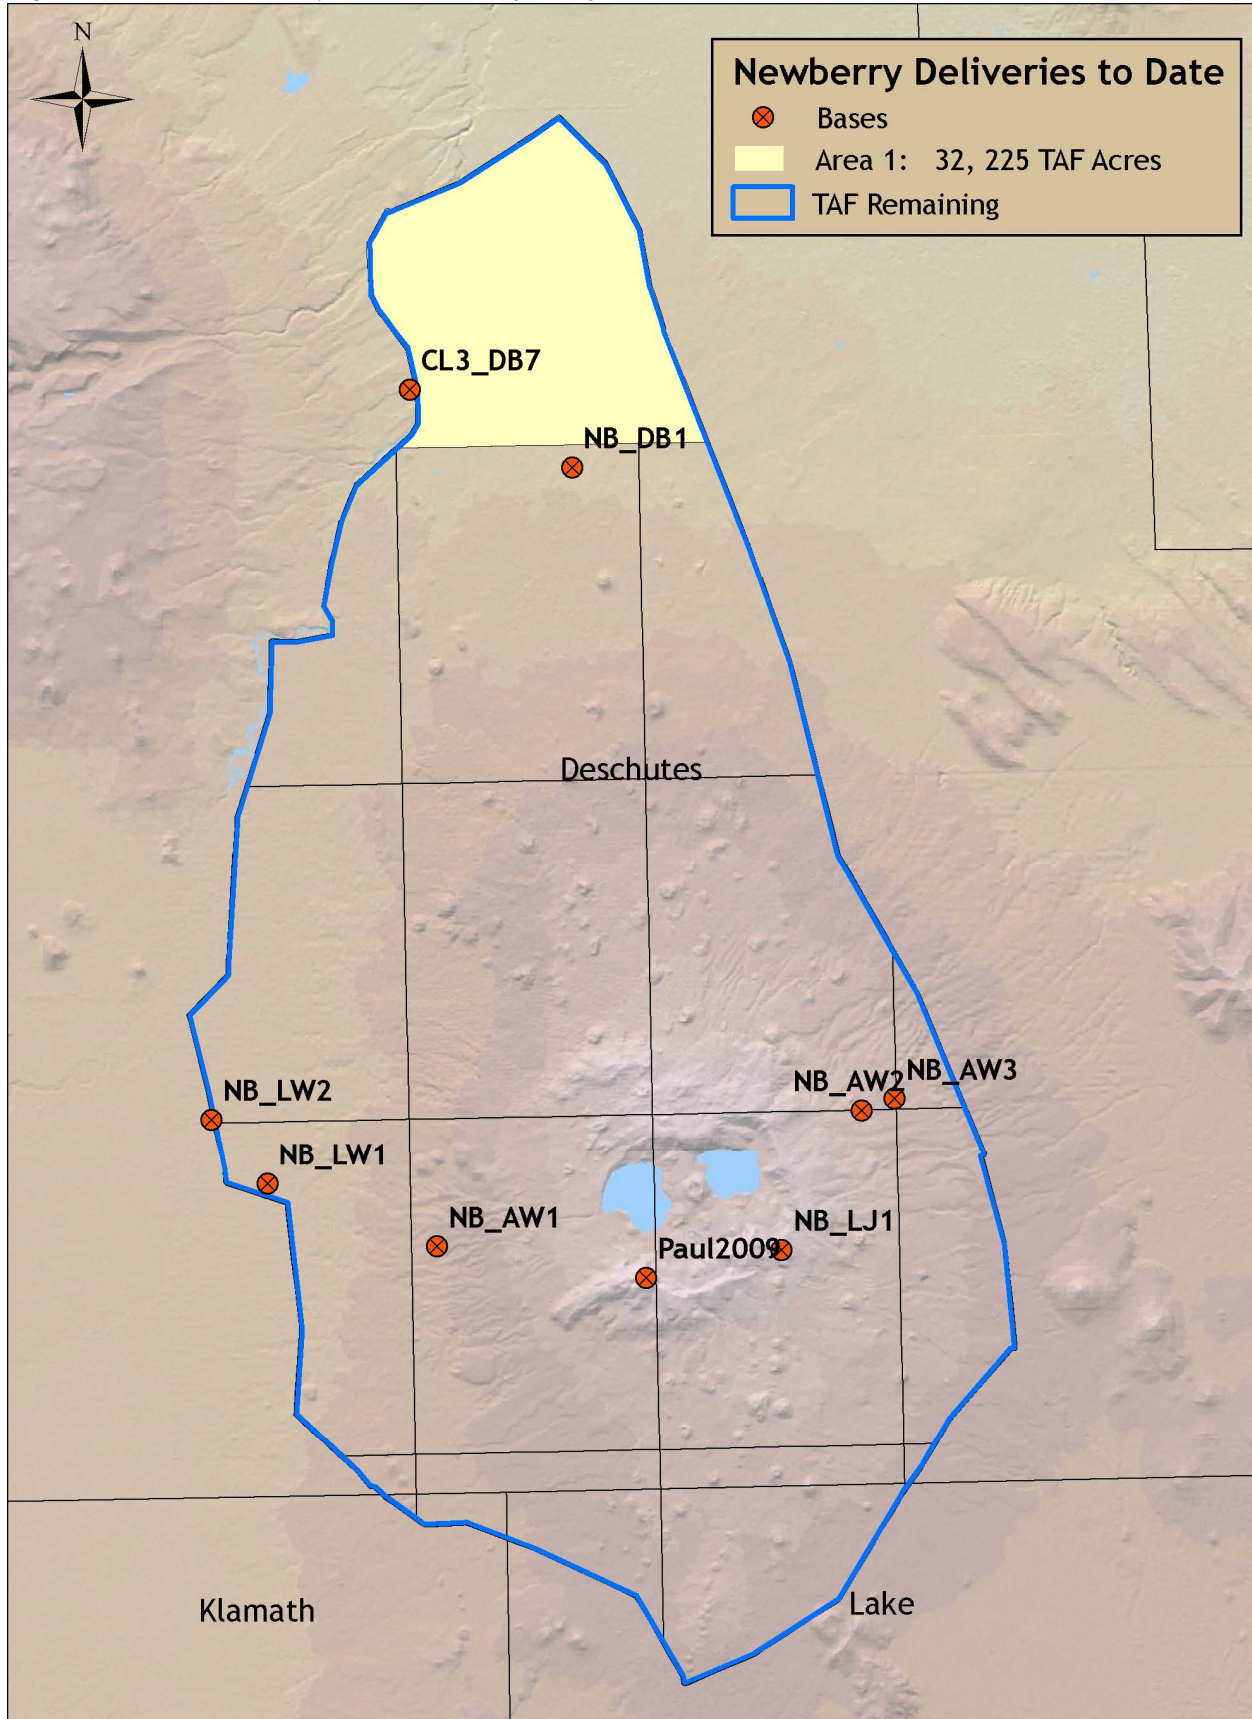 N
Newberry Deliveries to Date
Bases
Area 1: 32, 225 TAF Acres
TAF Remaining
CL3_DB7
NB_DB1
Deschutes
NB_AW2
NB_AW3
NB_LW2
NB_LW1
NB_AW1
NB_LJ1
Paul2009
Klamath
Lake